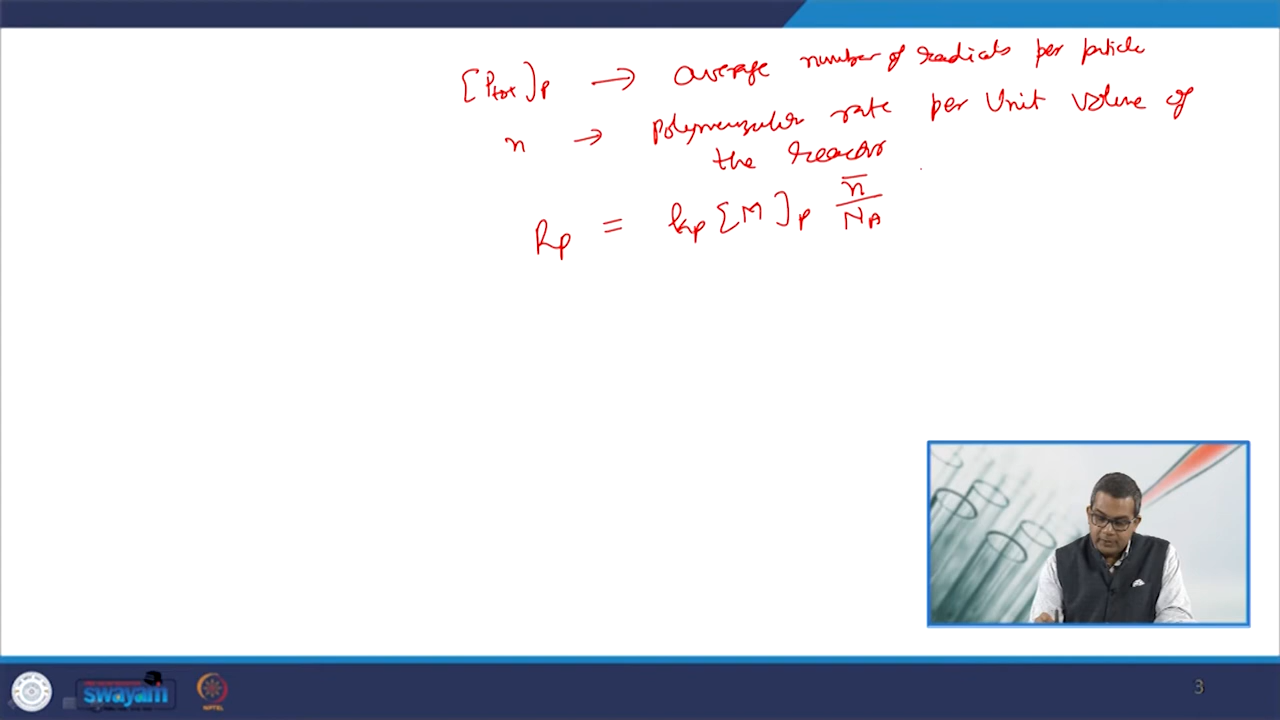 [Ptot]p → average number of radicals per particle
n → Polymerization rate per Unit volume of
the reactor
Rp = kp [M]p n̄/NA
3
swayam